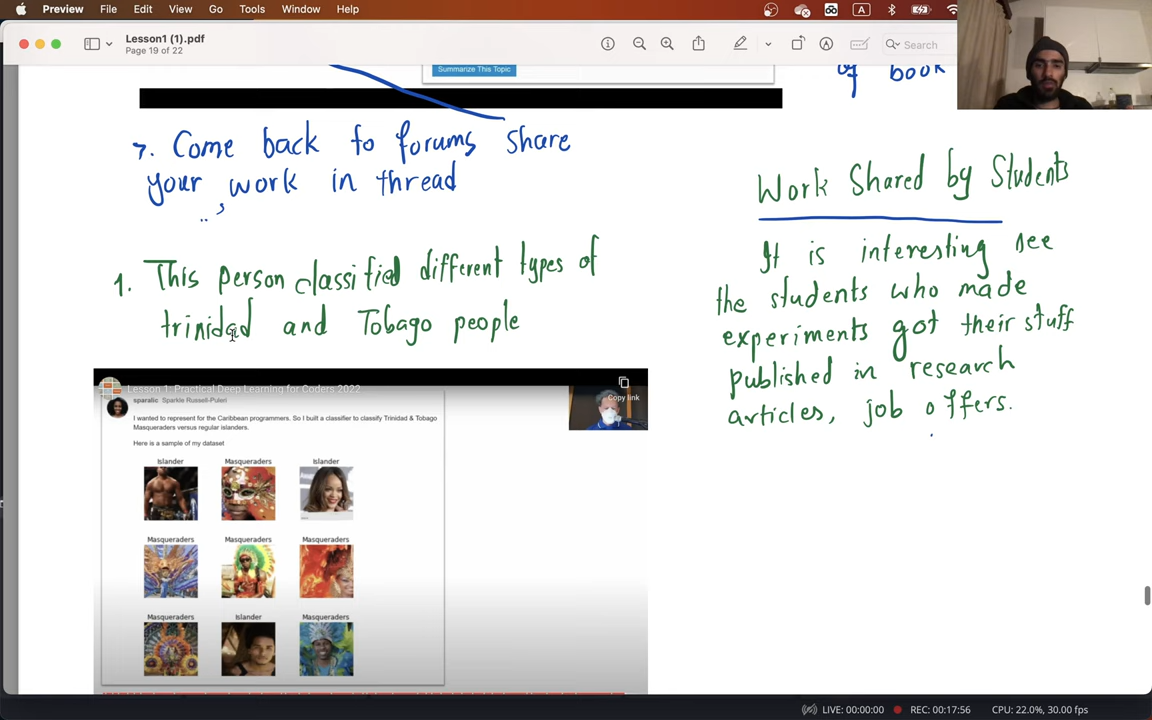 Preview File Edit View Go Tools Window Help
Lesson1 (1).pdf
Page 19 of 22
Search
Summarize This Topic
of book
7. Come back to forums share
your work in thread
1. This person classified different types of
trinidad and Tobago people
Lesson 1: Practical Deep Learning for Coders 2022
Copy link
sparalic Sparkle Russell-Puleri
I wanted to represent for the Caribbean programmers. So I built a classifier to classify Trinidad & Tobago
Masqueraders versus regular islanders.
Here is a sample of my dataset
Islander Masqueraders Islander
Masqueraders Masqueraders Masqueraders
Masqueraders Islander Masqueraders
Work Shared by Students
It is interesting see
the students who made
experiments got their stuff
published in research
articles, job offers.
LIVE: 00:00:00 REC: 00:17:56 CPU: 22.0%, 30.00 fps